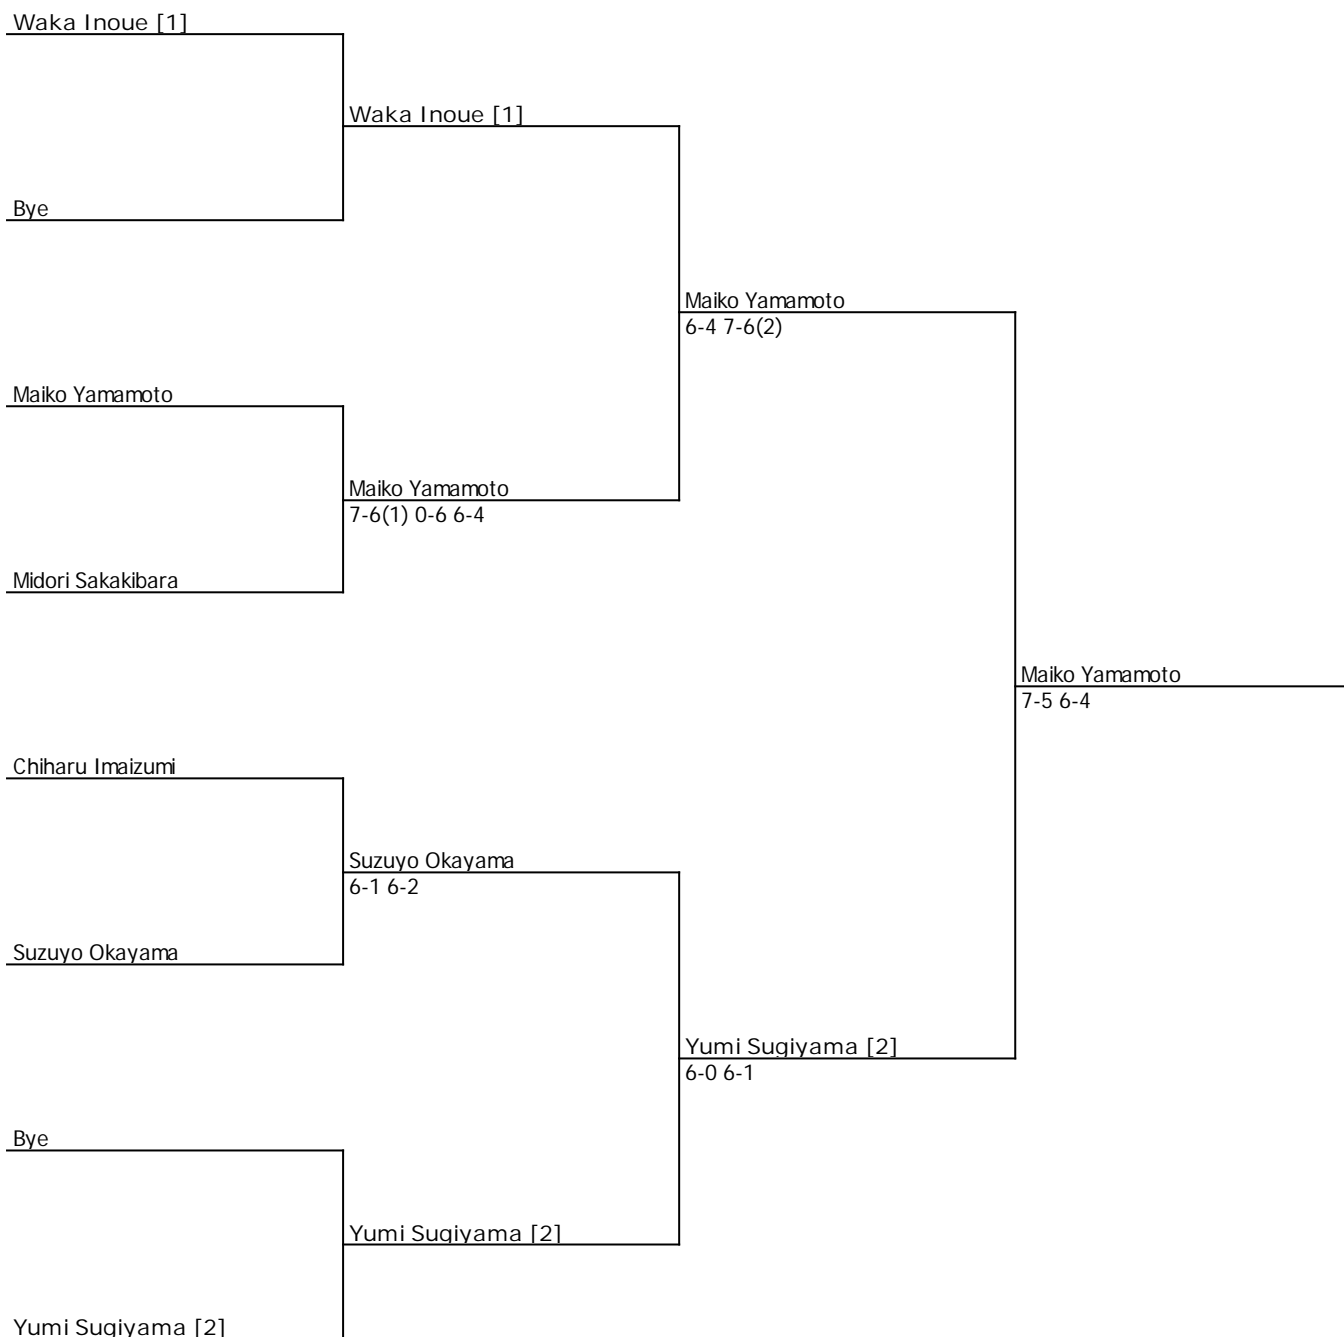 Waka Inoue [1]
Waka Inoue [1]
Bye
Maiko Yamamoto
6-4 7-6(2)
Maiko Yamamoto
Maiko Yamamoto
7-6(1) 0-6 6-4
Midori Sakakibara
Maiko Yamamoto
7-5 6-4
Chiharu Imaizumi
Suzuyo Okayama
6-1 6-2
Suzuyo Okayama
Yumi Sugiyama [2]
6-0 6-1
Bye
Yumi Sugiyama [2]
Yumi Sugiyama [2]